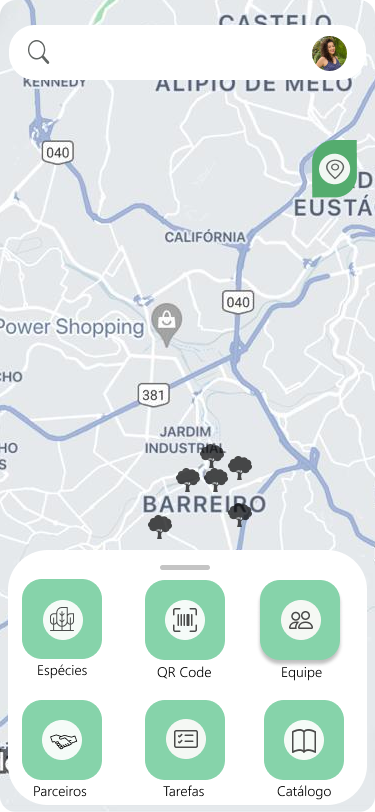 CASTELO
KENNEDY
ALÍPIO DE MELO
040
EUSTÁ
CALIFÓRNIA
040
Power Shopping
CHO
381
JARDIM
INDUSTRIAL
HO
S
BARREIRO
Espécies
QR Code
Equipe
Parceiros
Tarefas
Catálogo